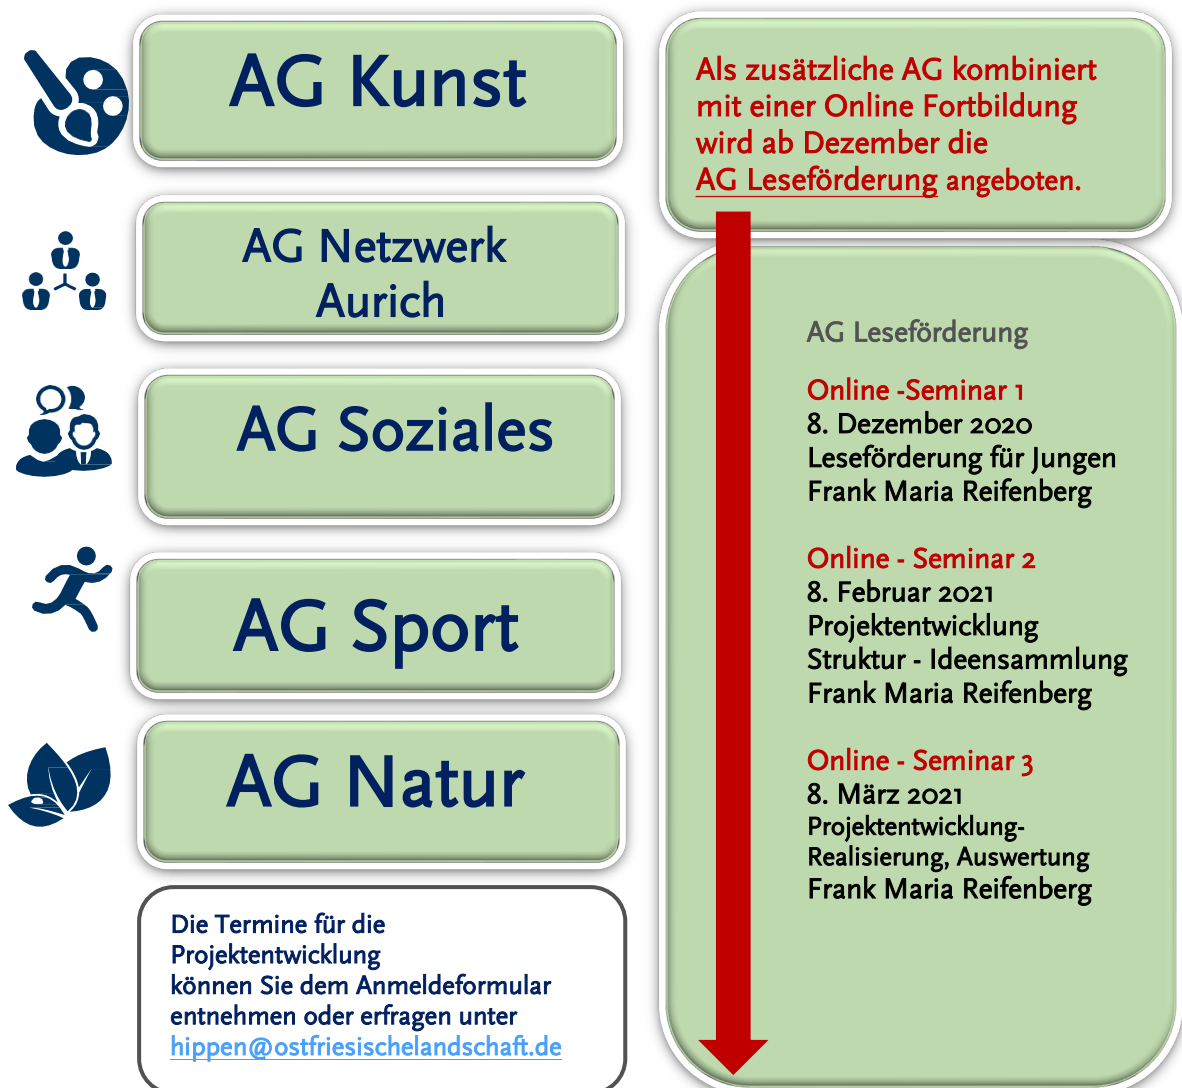 AG Kunst
AG Netzwerk
Aurich
AG Soziales
AG Sport
AG Natur
Die Termine für die
Projektentwicklung
können Sie dem Anmeldeformular
entnehmen oder erfragen unter
hippen@ostfriesischelandschaft.de
Als zusätzliche AG kombiniert
mit einer Online Fortbildung
wird ab Dezember die
AG Leseförderung angeboten.
AG Leseförderung
Online -Seminar 1
8. Dezember 2020
Leseförderung für Jungen
Frank Maria Reifenberg
Online - Seminar 2
8. Februar 2021
Projektentwicklung
Struktur - Ideensammlung
Frank Maria Reifenberg
Online - Seminar 3
8. März 2021
Projektentwicklung-
Realisierung, Auswertung
Frank Maria Reifenberg